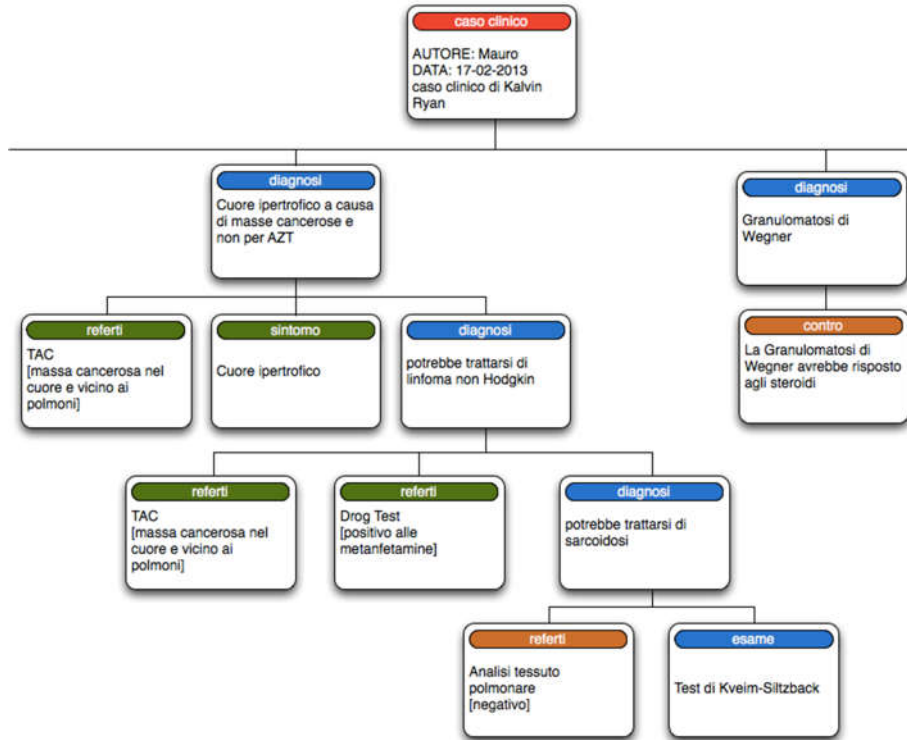 caso clinico
AUTORE: Mauro
DATA: 17-02-2013
caso clinico di Kalvin
Ryan
diagnosi
Cuore ipertrofico a causa
di masse cancerose e
non per AZT
diagnosi
Granulomatosi di
Wegner
referti
TAC
[massa cancerosa nel
cuore e vicino ai
polmoni]
sintomo
Cuore ipertrofico
diagnosi
potrebbe trattarsi di
linfoma non Hodgkin
contro
La Granulomatosi di
Wegner avrebbe risposto
agli steroidi
referti
TAC
[massa cancerosa nel
cuore e vicino ai
polmoni]
referti
Drog Test
[positivo alle
metanfetamine]
diagnosi
potrebbe trattarsi di
sarcoidosi
referti
Analisi tessuto
polmonare
[negativo]
esame
Test di Kveim-Siltzback